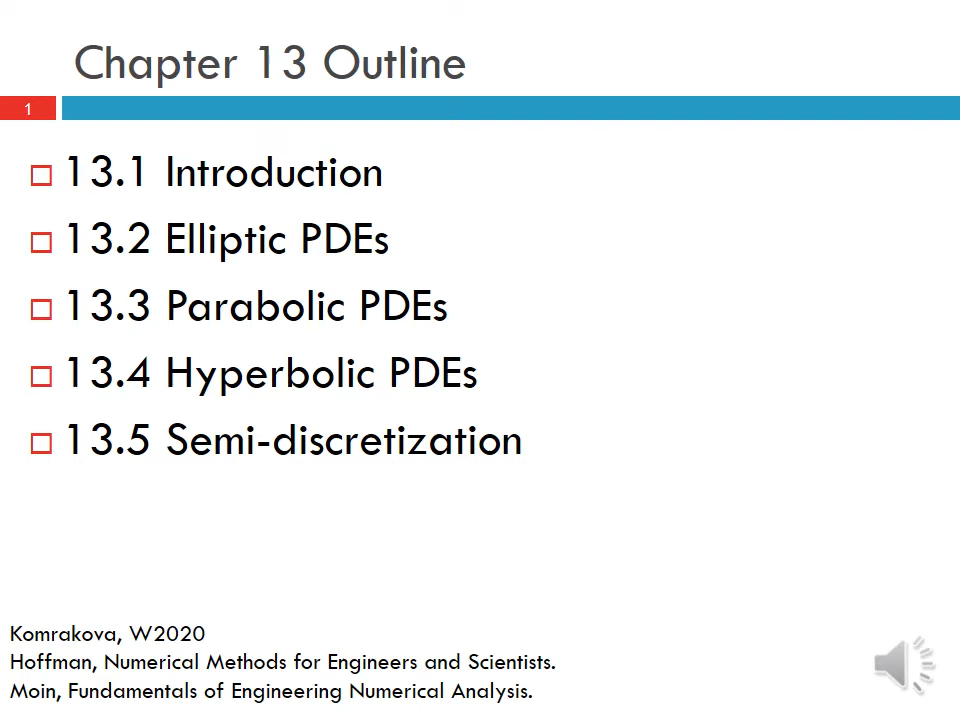 Chapter 13 Outline
1
13.1 Introduction
13.2 Elliptic PDEs
13.3 Parabolic PDEs
13.4 Hyperbolic PDEs
13.5 Semi-discretization
Komrakova, W2020
Hoffman, Numerical Methods for Engineers and Scientists.
Moin, Fundamentals of Engineering Numerical Analysis.